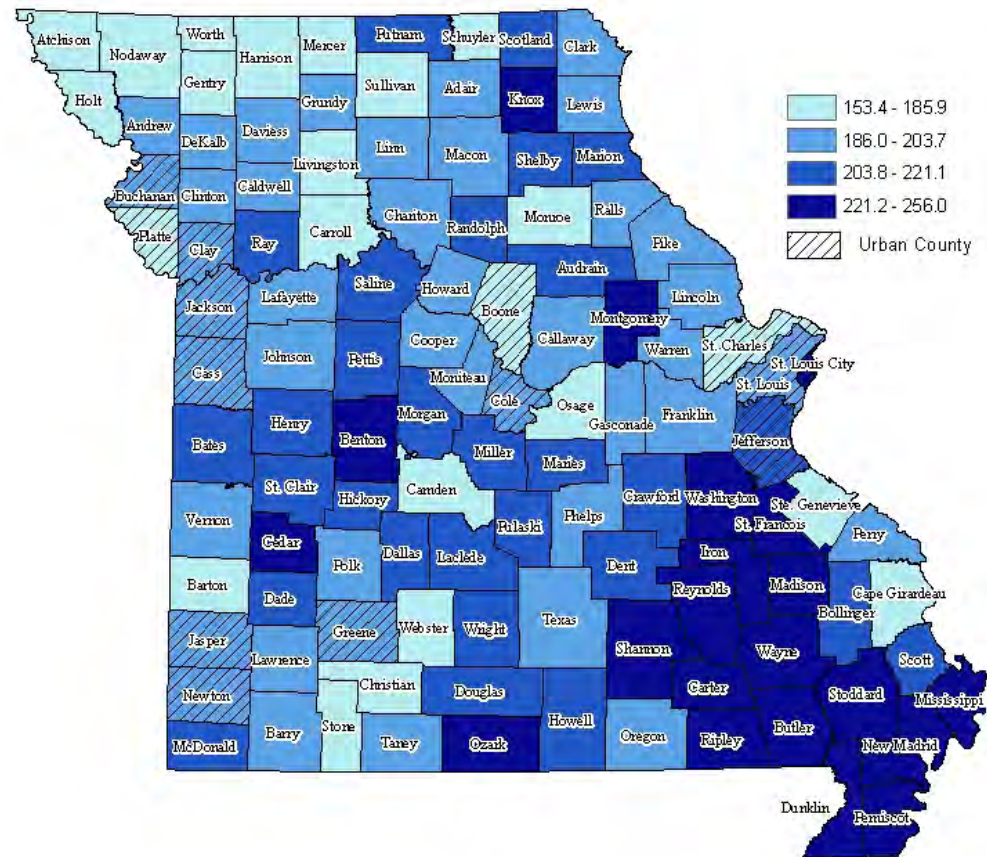 Atchison
Nodaway
Worth
Harrison
Mercer
Putnam
Schuyler
Scotland
Clark
Gentry
Sullivan
Adair
Knox
Lewis
Holt
Andrew
DeKalb
Daviess
Grundy
Linn
Macon
Shelby
Marion
Livingston
Buchanan
Clinton
Caldwell
Chariton
Randolph
Monroe
Ralls
Pike
Platte
Clay
Ray
Carroll
Audrain
Saline
Howard
Boone
Lincoln
Jackson
Lafayette
Montgomery
Callaway
Cooper
Warren
St. Charles
St. Louis City
St. Louis
Johnson
Pettis
Cass
Moniteau
Cole
Osage
Gasconade
Franklin
Jefferson
Bates
Henry
Benton
Morgan
Miller
Maries
St. Clair
Hickory
Camden
Pulaski
Phelps
Crawford
Washington
Ste. Genevieve
St. Francois
Perry
Vernon
Cedar
Polk
Dallas
Laclede
Dent
Iron
Reynolds
Madison
Cape Girardeau
Bollinger
Barton
Dade
Jasper
Greene
Webster
Wright
Texas
Shannon
Wayne
Scott
Lawrence
Newton
Christian
Douglas
Carter
Stoddard
Mississippi
McDonald
Barry
Stone
Taney
Ozark
Howell
Oregon
Ripley
Butler
New Madrid
Dunklin
Pemiscot
153.4 - 185.9
186.0 - 203.7
203.8 - 221.1
221.2 - 256.0
Urban County